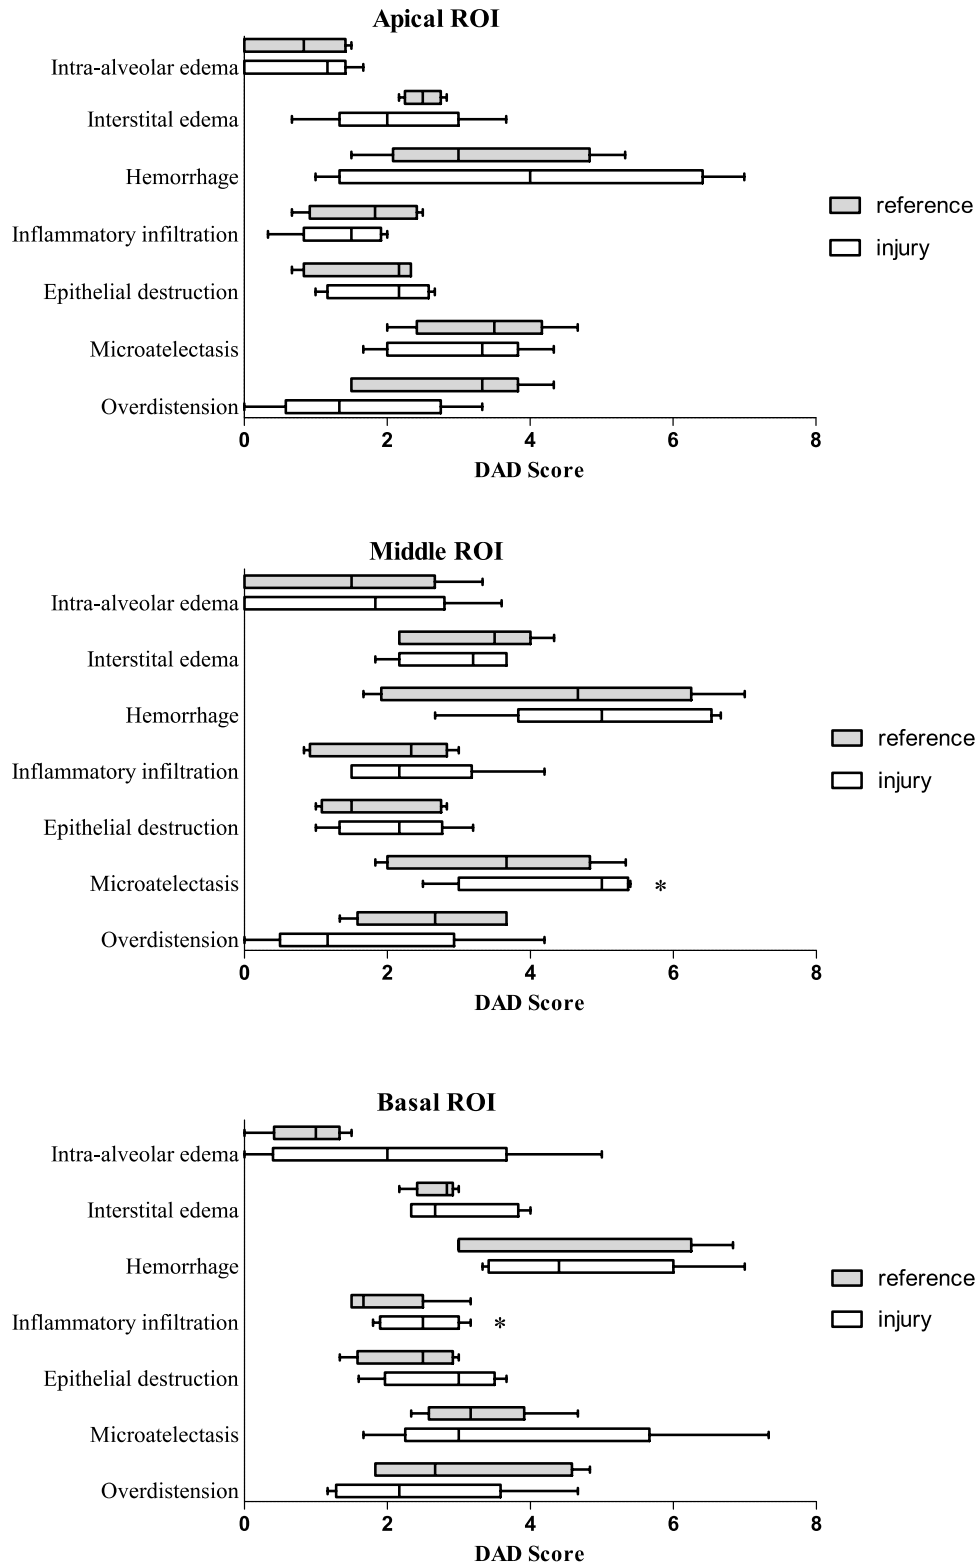 Apical ROI
Intra-alveolar edema
Interstital edema
Hemorrhage
Inflammatory infiltration
Epithelial destruction
Microatelectasis
Overdistension
reference
injury
0 2 4 6 8
DAD Score
Middle ROI
Intra-alveolar edema
Interstital edema
Hemorrhage
Inflammatory infiltration
Epithelial destruction
Microatelectasis *
Overdistension
reference
injury
0 2 4 6 8
DAD Score
Basal ROI
Intra-alveolar edema
Interstital edema
Hemorrhage
Inflammatory infiltration *
Epithelial destruction
Microatelectasis
Overdistension
reference
injury
0 2 4 6 8
DAD Score